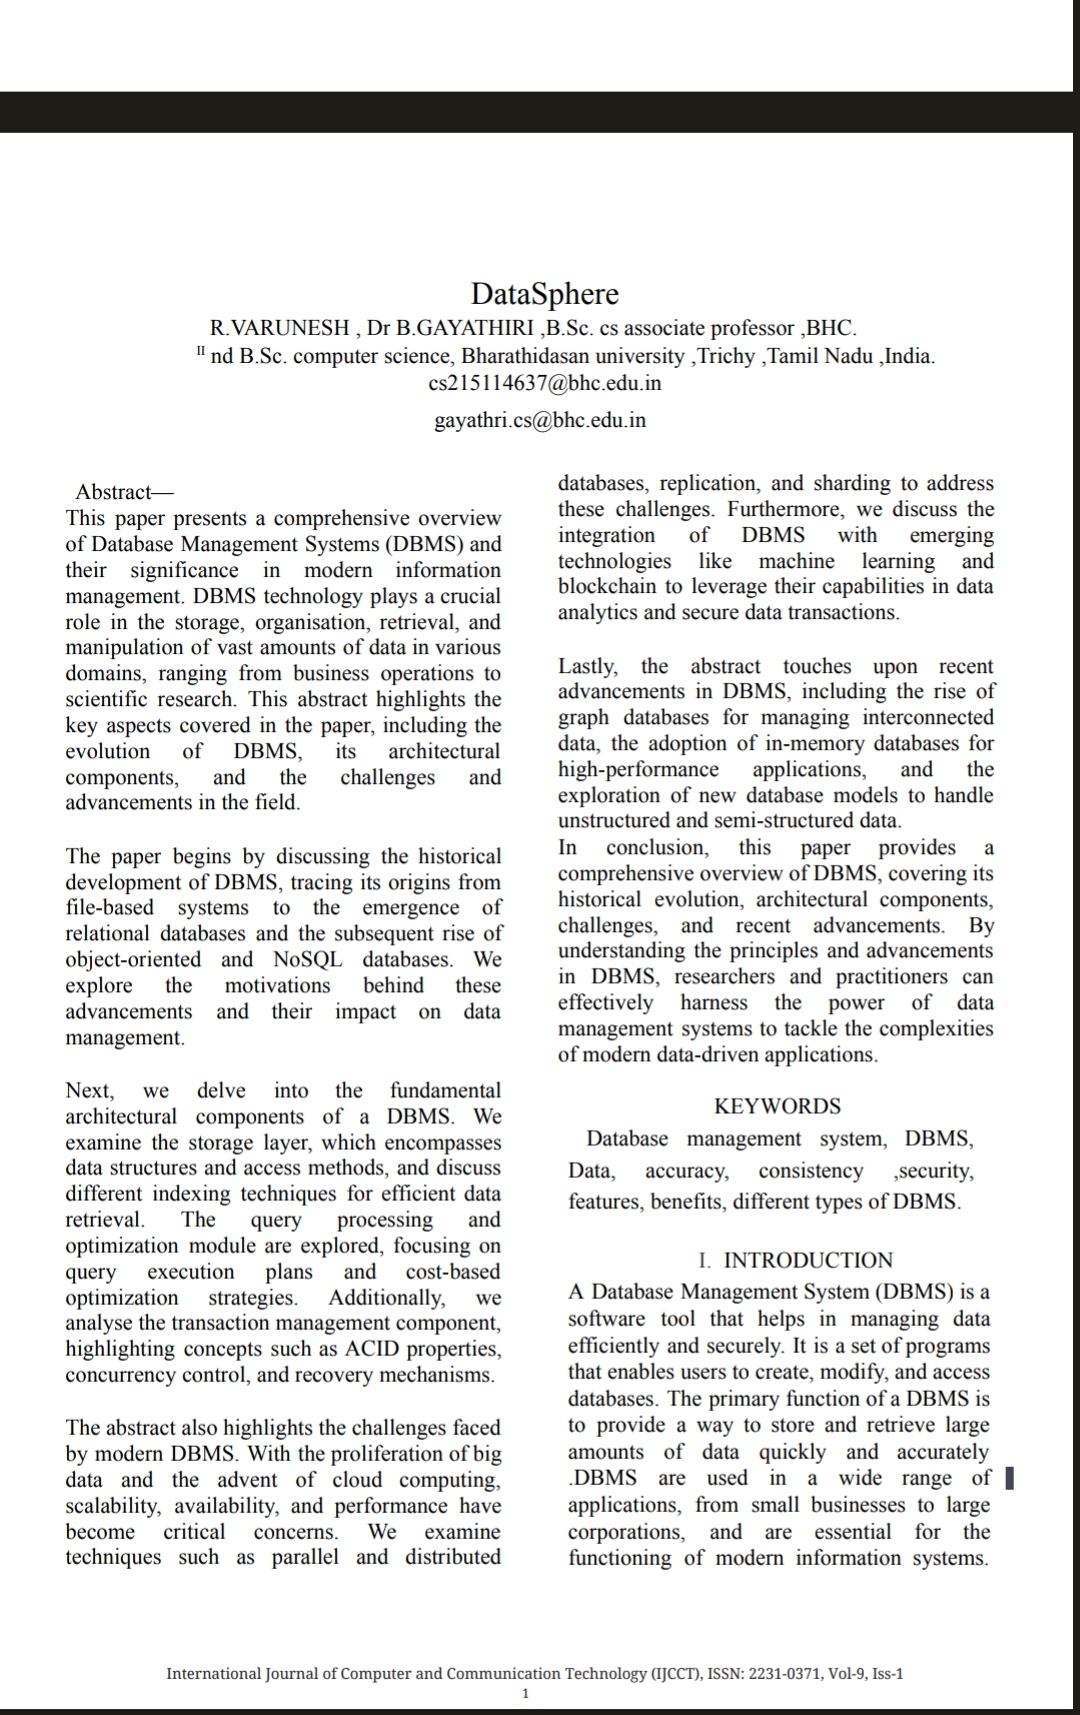 DataSphere
R.VARUNESH , Dr B.GAYATHIRI ,B.Sc. cs associate professor ,BHC.
II nd B.Sc. computer science, Bharathidasan university ,Trichy ,Tamil Nadu ,India.
cs215114637@bhc.edu.in
gayathri.cs@bhc.edu.in
Abstract—
This paper presents a comprehensive overview
of Database Management Systems (DBMS) and
their significance in modern information
management. DBMS technology plays a crucial
role in the storage, organisation, retrieval, and
manipulation of vast amounts of data in various
domains, ranging from business operations to
scientific research. This abstract highlights the
key aspects covered in the paper, including the
evolution of DBMS, its architectural
components, and the challenges and
advancements in the field.
The paper begins by discussing the historical
development of DBMS, tracing its origins from
file-based systems to the emergence of
relational databases and the subsequent rise of
object-oriented and NoSQL databases. We
explore the motivations behind these
advancements and their impact on data
management.
Next, we delve into the fundamental
architectural components of a DBMS. We
examine the storage layer, which encompasses
data structures and access methods, and discuss
different indexing techniques for efficient data
retrieval. The query processing and
optimization module are explored, focusing on
query execution plans and cost-based
optimization strategies. Additionally, we
analyse the transaction management component,
highlighting concepts such as ACID properties,
concurrency control, and recovery mechanisms.
The abstract also highlights the challenges faced
by modern DBMS. With the proliferation of big
data and the advent of cloud computing,
scalability, availability, and performance have
become critical concerns. We examine
techniques such as parallel and distributed
databases, replication, and sharding to address
these challenges. Furthermore, we discuss the
integration of DBMS with emerging
technologies like machine learning and
blockchain to leverage their capabilities in data
analytics and secure data transactions.
Lastly, the abstract touches upon recent
advancements in DBMS, including the rise of
graph databases for managing interconnected
data, the adoption of in-memory databases for
high-performance applications, and the
exploration of new database models to handle
unstructured and semi-structured data.
In conclusion, this paper provides a
comprehensive overview of DBMS, covering its
historical evolution, architectural components,
challenges, and recent advancements. By
understanding the principles and advancements
in DBMS, researchers and practitioners can
effectively harness the power of data
management systems to tackle the complexities
of modern data-driven applications.
KEYWORDS
Database management system, DBMS,
Data, accuracy, consistency ,security,
features, benefits, different types of DBMS.
I. INTRODUCTION
A Database Management System (DBMS) is a
software tool that helps in managing data
efficiently and securely. It is a set of programs
that enables users to create, modify, and access
databases. The primary function of a DBMS is
to provide a way to store and retrieve large
amounts of data quickly and accurately
.DBMS are used in a wide range of
applications, from small businesses to large
corporations, and are essential for the
functioning of modern information systems.
International Journal of Computer and Communication Technology (IJCCT), ISSN: 2231-0371, Vol-9, Iss-1
1